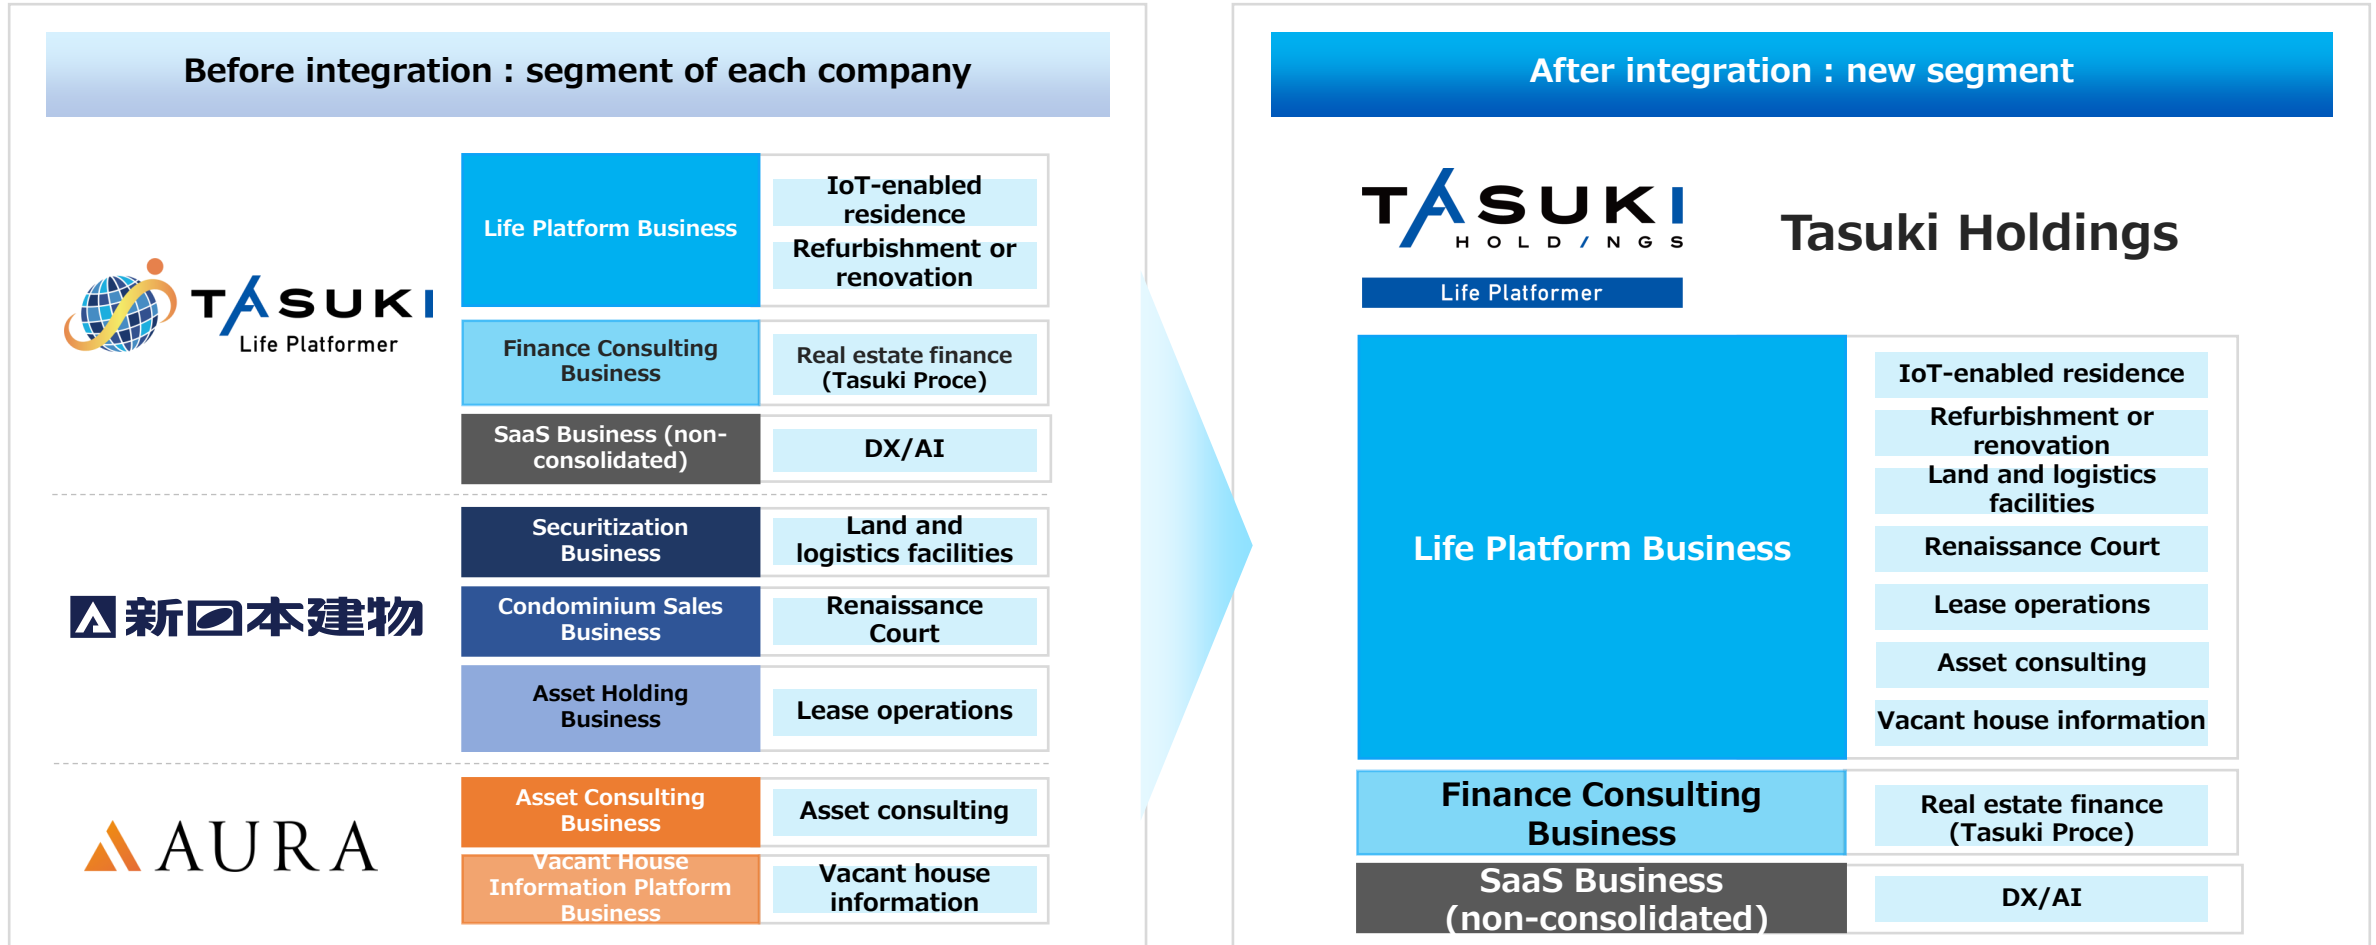 Before integration : segment of each company
TASUKI
Life Platformer
Life Platform Business
IoT-enabled
residence
Refurbishment or
renovation
Finance Consulting
Business
Real estate finance
(Tasuki Proce)
SaaS Business (non-
consolidated)
DX/AI
新日本建物
Securitization
Business
Land and
logistics facilities
Condominium Sales
Business
Renaissance
Court
Asset Holding
Business
Lease operations
AURA
Asset Consulting
Business
Asset consulting
Vacant House
Information Platform
Business
Vacant house
information
After integration : new segment
TASUKI
HOLDINGS
Life Platformer
Tasuki Holdings
Life Platform Business
IoT-enabled residence
Refurbishment or
renovation
Land and logistics
facilities
Renaissance Court
Lease operations
Asset consulting
Vacant house information
Finance Consulting
Business
Real estate finance
(Tasuki Proce)
SaaS Business
(non-consolidated)
DX/AI